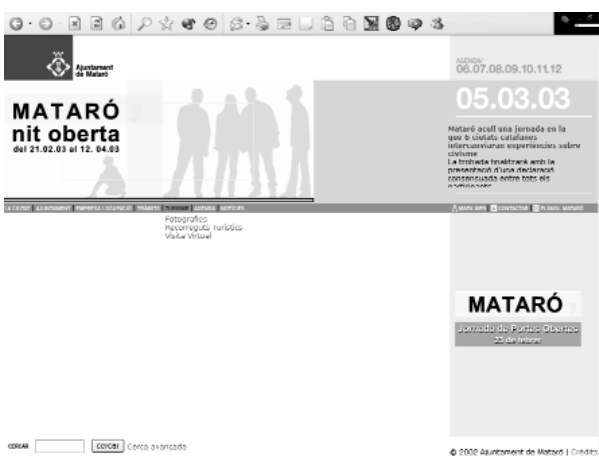 Ajuntament
de Mataró
AGENDA/
06.07.08.09.10.11.12
05.03.03
MATARÓ
nit oberta
del 21.02.03 al 12. 04.03
Mataró acull una jornada en la
que 6 ciutats catalanes
intercanviaran experiències sobre
civisme
La trobada finalitzarà amb la
presentació d'una declaració
consensuada entre tots els
participants
LA CIUTAT | AJUNTAMENT | EMPRESA I OCUPACIÓ | TRÀMITS | TURISME | AGENDA | NOTÍCIES
MAPA WEB | CONTACTAR | PLÀNOL MATARÓ
Fotografies
Recorreguts Turístics
Visita Virtual
MATARÓ
Jornada de Portes Obertes
23 de febrer
CERCAR
cercar
Cerca avançada
© 2002 Ajuntament de Mataró | Crèdits